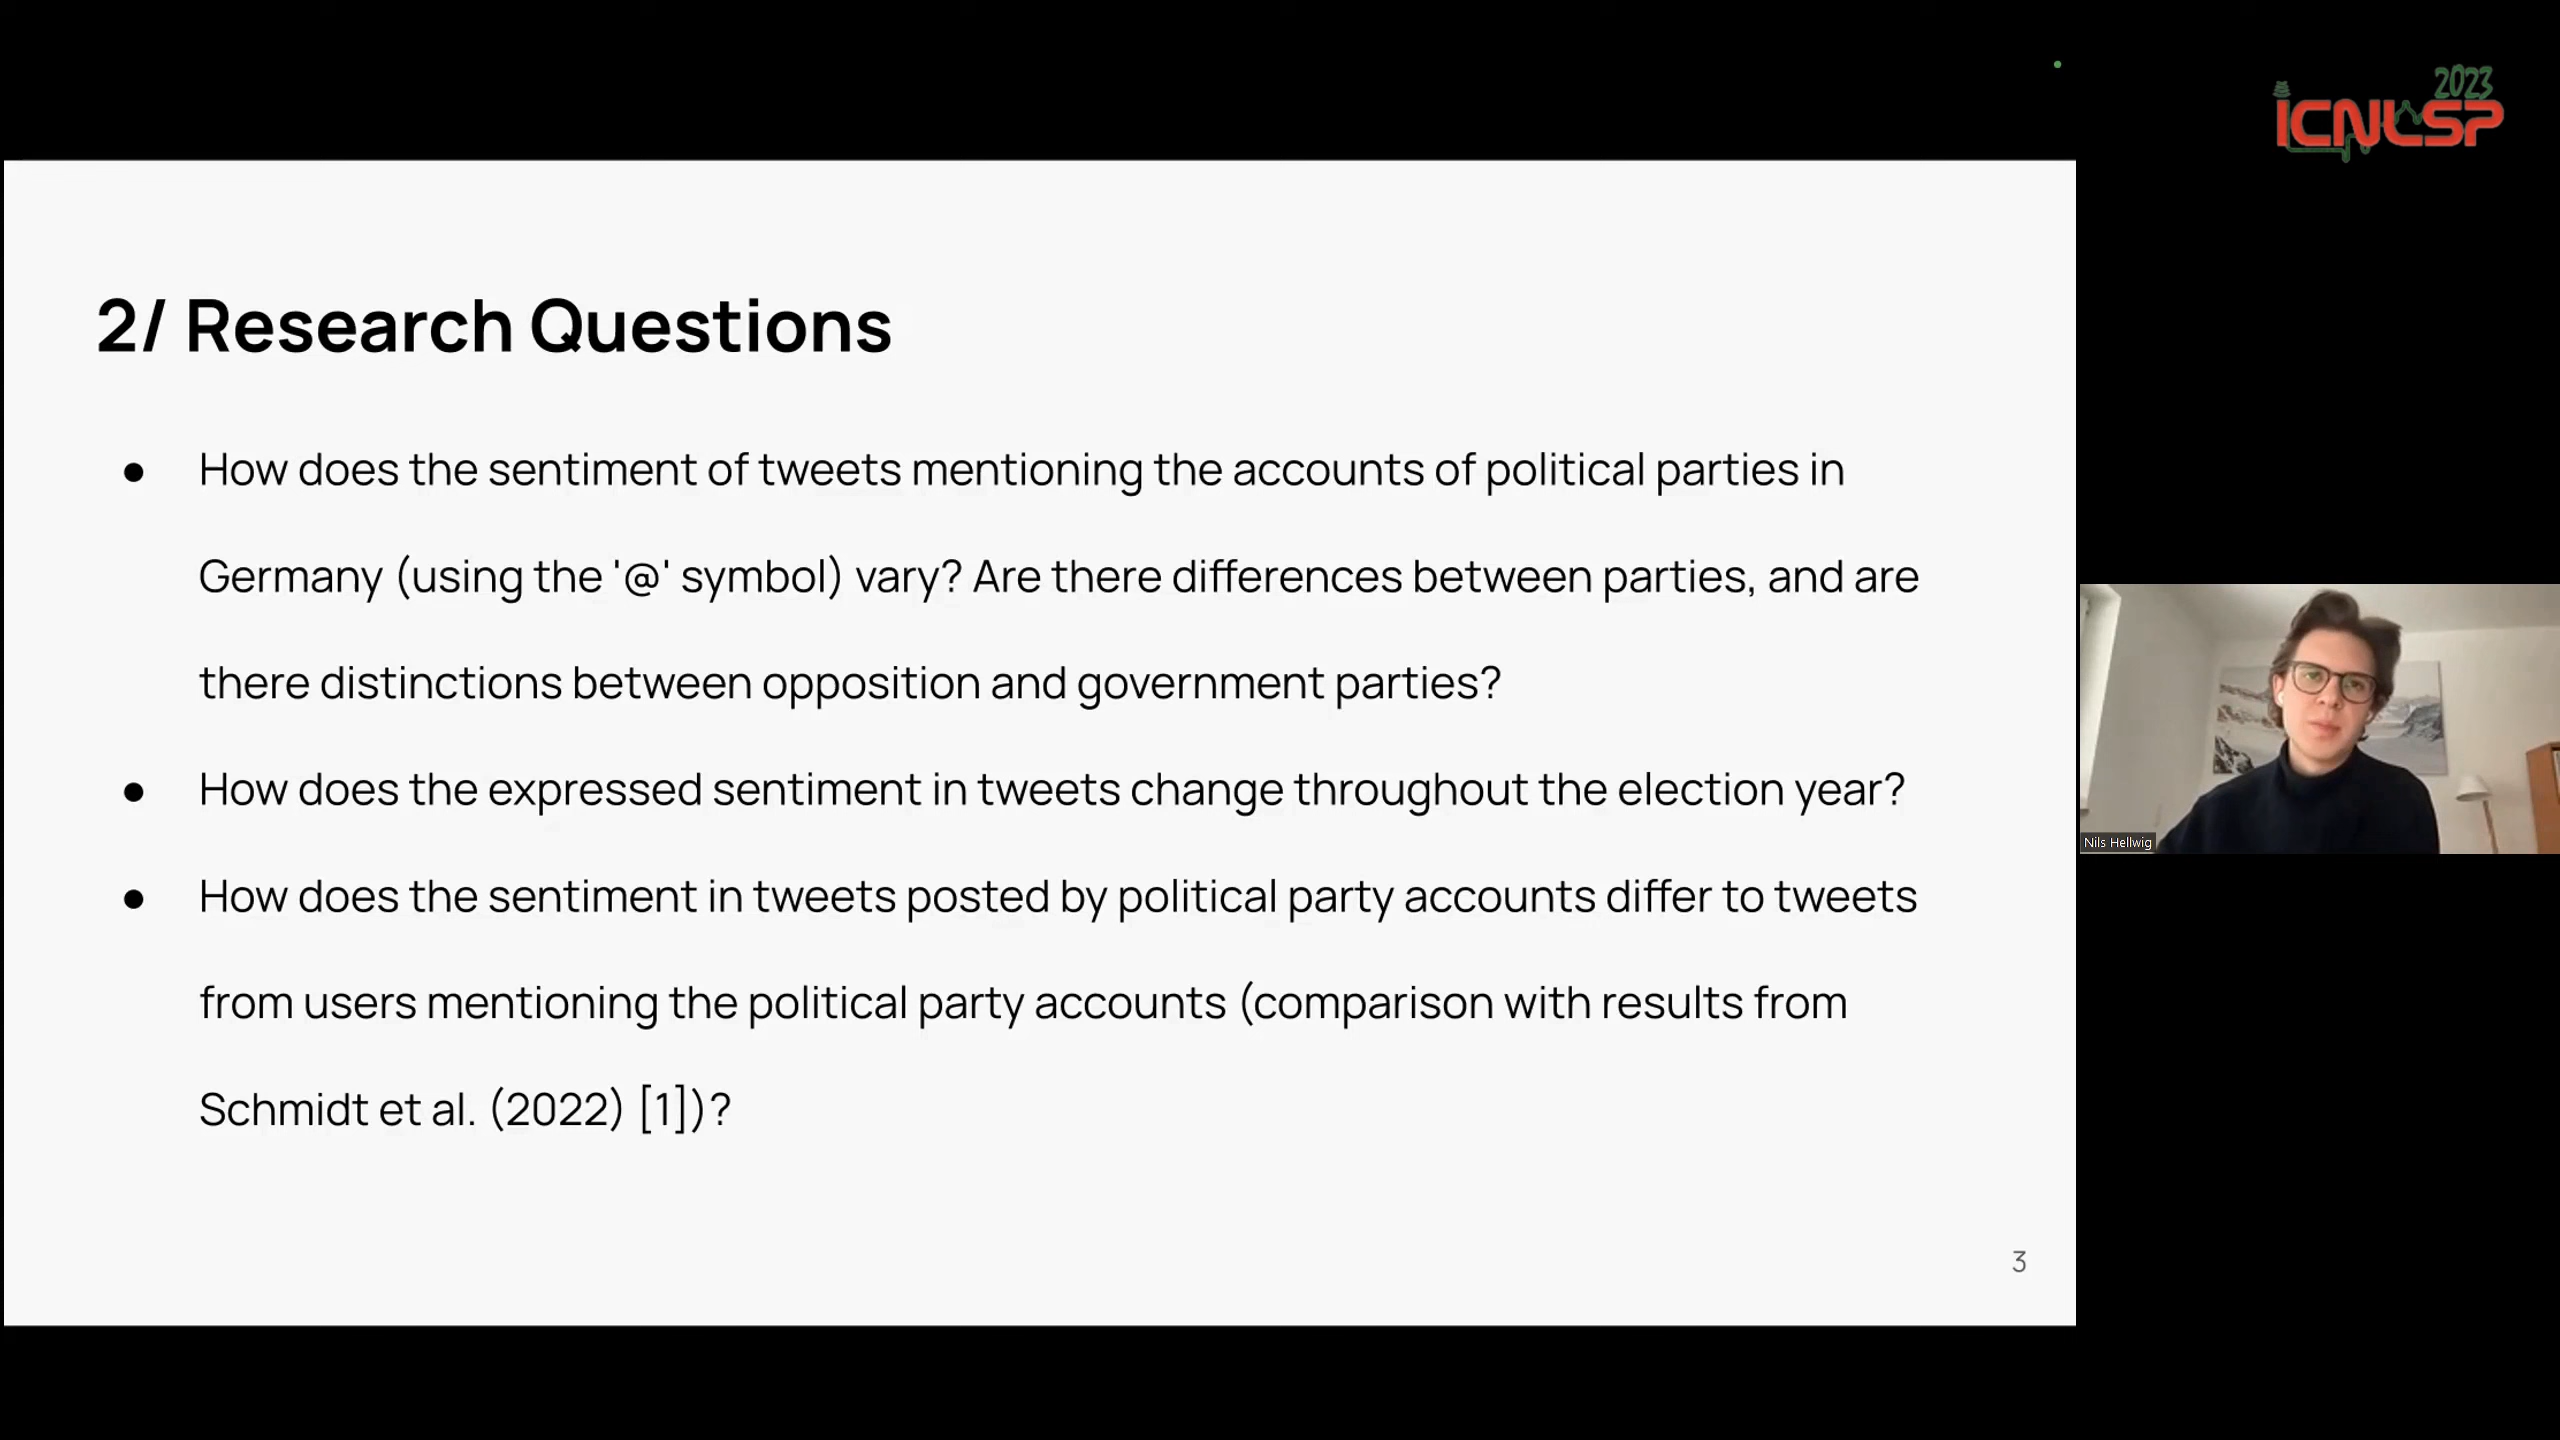 2023
ICNLSP
2/ Research Questions
● How does the sentiment of tweets mentioning the accounts of political parties in
Germany (using the '@' symbol) vary? Are there differences between parties, and are
there distinctions between opposition and government parties?
● How does the expressed sentiment in tweets change throughout the election year?
● How does the sentiment in tweets posted by political party accounts differ to tweets
from users mentioning the political party accounts (comparison with results from
Schmidt et al. (2022) [1])?
3
Nils Hellwig